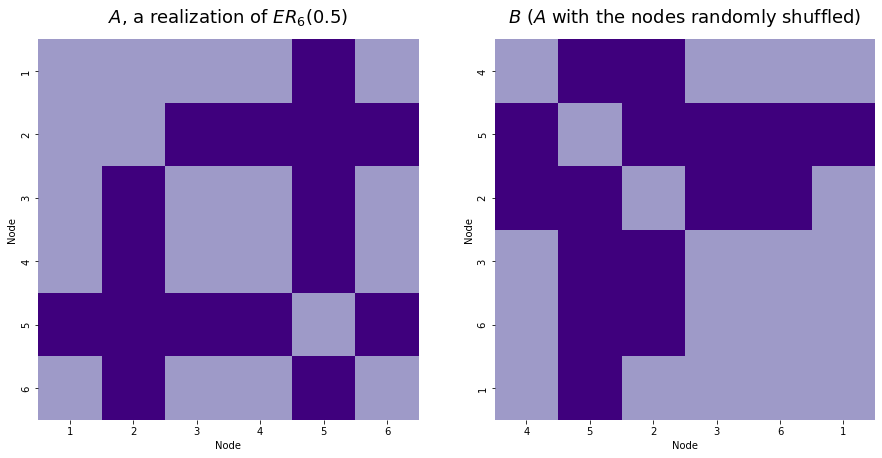 A, a realization of ER₆(0.5)
1
2
3
4
5
6
Node
1 2 3 4 5 6
Node
B (A with the nodes randomly shuffled)
4
5
2
3
6
1
Node
4 5 2 3 6 1
Node